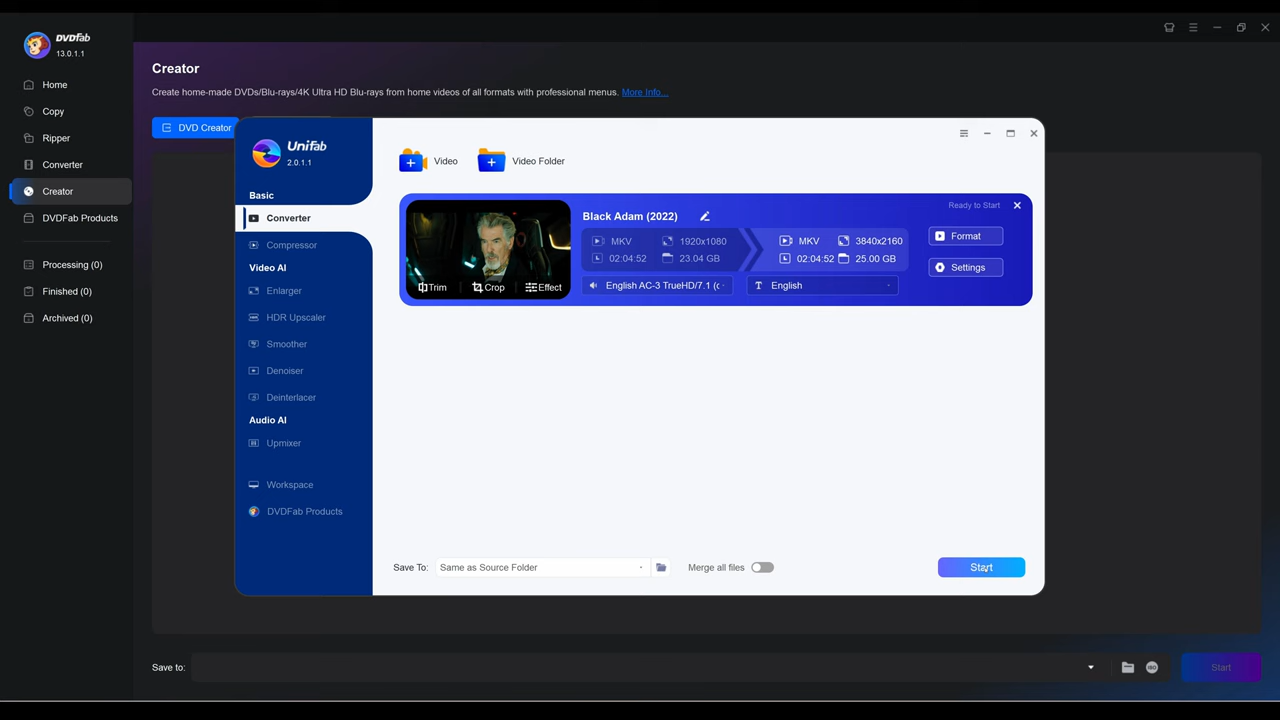 DVDFab
13.0.1.1
Home
Copy
Ripper
Converter
Creator
DVDFab Products
Processing (0)
Finished (0)
Archived (0)
Creator
Create home-made DVDs/Blu-rays/4K Ultra HD Blu-rays from home videos of all formats with professional menus. More Info...
DVD Creator
Unifab
2.0.1.1
Basic
Converter
Compressor
Video AI
Enlarger
HDR Upscaler
Smoother
Denoiser
Deinterlacer
Audio AI
Upmixer
Workspace
DVDFab Products
Video Video Folder
Ready to Start
Black Adam (2022)
MKV 1920x1080 MKV 3840x2160
02:04:52 23.04 GB 02:04:52 25.00 GB
Format
Settings
Trim Crop Effect
English AC-3 TrueHD/7.1 (c
T English
Save To: Same as Source Folder Merge all files Start
Save to: ISO Start